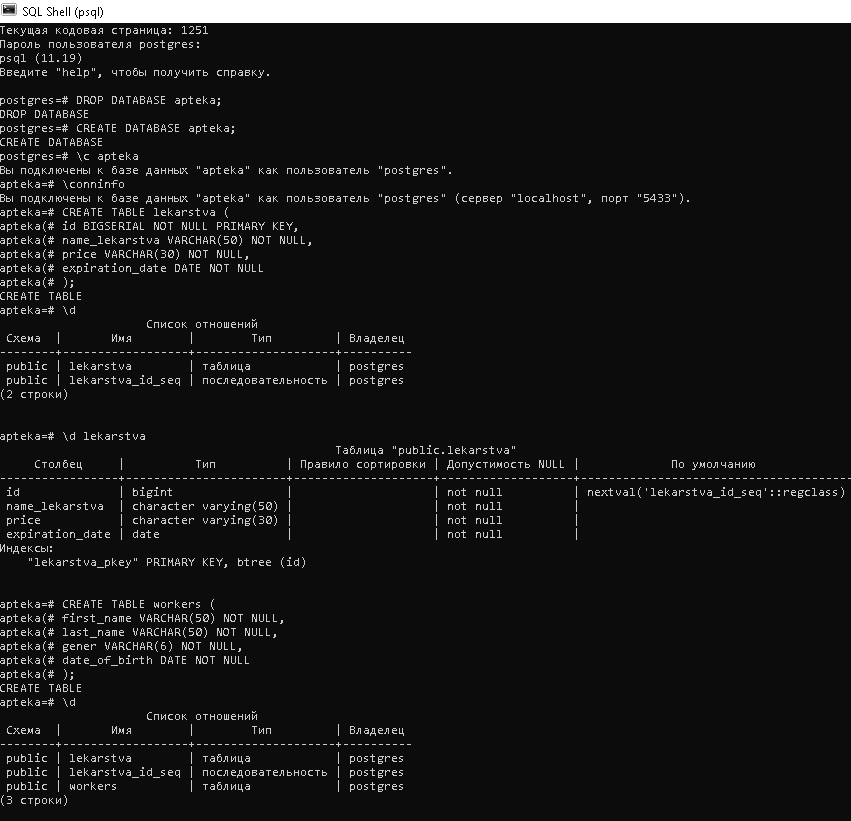 SQL Shell (psql)
Текущая кодовая страница: 1251
Пароль пользователя postgres:
psql (11.19)
Введите "help", чтобы получить справку.
postgres=# DROP DATABASE apteka;
DROP DATABASE
postgres=# CREATE DATABASE apteka;
CREATE DATABASE
postgres=# \c apteka
Вы подключены к базе данных "apteka" как пользователь "postgres".
apteka=# \conninfo
Вы подключены к базе данных "apteka" как пользователь "postgres" (сервер "localhost", порт "5433").
apteka=# CREATE TABLE lekarstva (
apteka(# id BIGSERIAL NOT NULL PRIMARY KEY,
apteka(# name_lekarstva VARCHAR(50) NOT NULL,
apteka(# price VARCHAR(30) NOT NULL,
apteka(# expiration_date DATE NOT NULL
apteka(# );
CREATE TABLE
apteka=# \d
Список отношений
Схема | Имя | Тип | Владелец
--------+------------------+--------------------+----------
public | lekarstva | таблица | postgres
public | lekarstva_id_seq | последовательность | postgres
(2 строки)
apteka=# \d lekarstva
Таблица "public.lekarstva"
Столбец | Тип | Правило сортировки | Допустимость NULL | По умолчанию
-----------------+-----------------------+--------------------+-------------------+---------------------------------------
id | bigint | | not null | nextval('lekarstva_id_seq'::regclass)
name_lekarstva | character varying(50) | | not null |
price | character varying(30) | | not null |
expiration_date | date | | not null |
Индексы:
"lekarstva_pkey" PRIMARY KEY, btree (id)
apteka=# CREATE TABLE workers (
apteka(# first_name VARCHAR(50) NOT NULL,
apteka(# last_name VARCHAR(50) NOT NULL,
apteka(# gener VARCHAR(6) NOT NULL,
apteka(# date_of_birth DATE NOT NULL
apteka(# );
CREATE TABLE
apteka=# \d
Список отношений
Схема | Имя | Тип | Владелец
--------+------------------+--------------------+----------
public | lekarstva | таблица | postgres
public | lekarstva_id_seq | последовательность | postgres
public | workers | таблица | postgres
(3 строки)